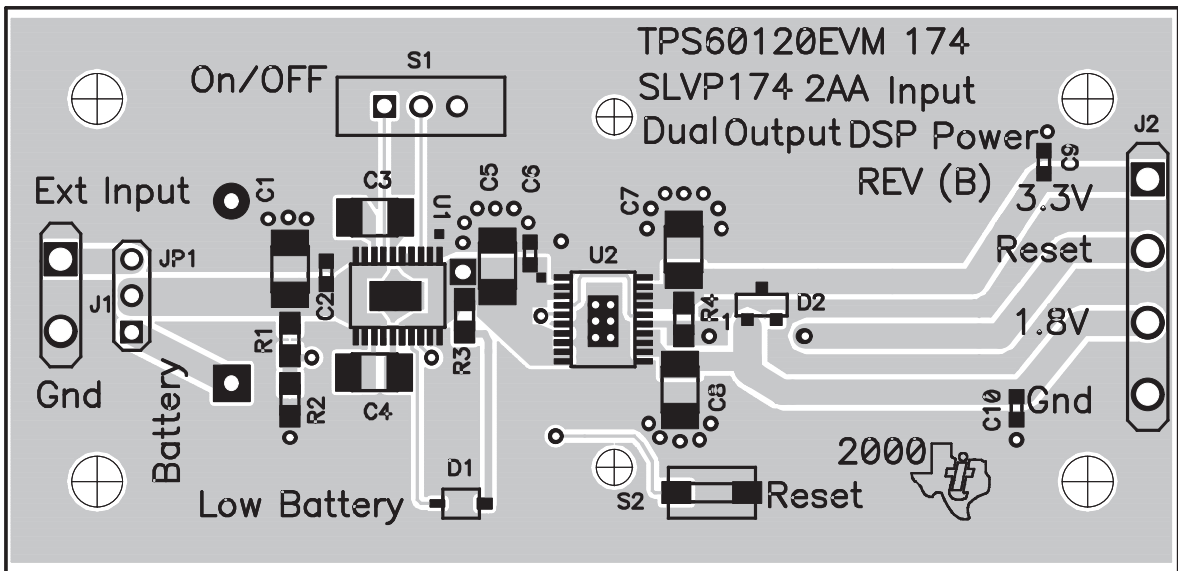 TPS60120EVM 174
SLVP174 2AA Input
Dual Output DSP Power
REV (B)
S1
On/OFF
J2
C9
3.3V
Ext Input
C1
C3
U1
C5
C6
C7
Reset
JP1
J1
C2
U2
R4
D2
1
1.8V
R1
R3
Gnd
Battery
R2
C4
C8
C10
Gnd
2000
D1
Low Battery
S2
Reset